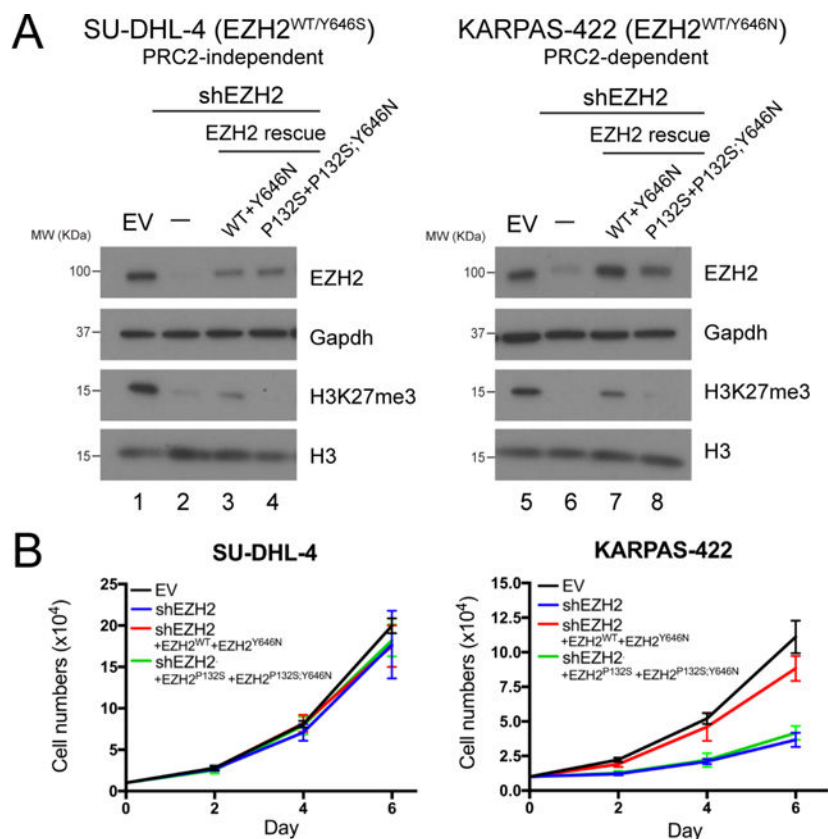 A
SU-DHL-4 (EZH2WT/Y646S)
PRC2-independent
shEZH2
EZH2 rescue
EV
—
WT+Y646N
P132S+P132S;Y646N
MW (KDa)
100
EZH2
37
Gapdh
15
H3K27me3
15
H3
1 2 3 4
KARPAS-422 (EZH2WT/Y646N)
PRC2-dependent
shEZH2
EZH2 rescue
EV
—
WT+Y646N
P132S+P132S;Y646N
MW (KDa)
100
EZH2
37
Gapdh
15
H3K27me3
15
H3
5 6 7 8
B
SU-DHL-4
EV
shEZH2
shEZH2
+EZH2WT+EZH2Y646N
shEZH2
+EZH2P132S +EZH2P132S;Y646N
Cell numbers (x10⁴)
25
20
15
10
5
0
0 2 4 6
Day
KARPAS-422
EV
shEZH2
shEZH2
+EZH2WT+EZH2Y646N
shEZH2
+EZH2P132S +EZH2P132S;Y646N
Cell numbers (x10⁴)
15.0
12.5
10.0
7.5
5.0
2.5
0
0 2 4 6
Day